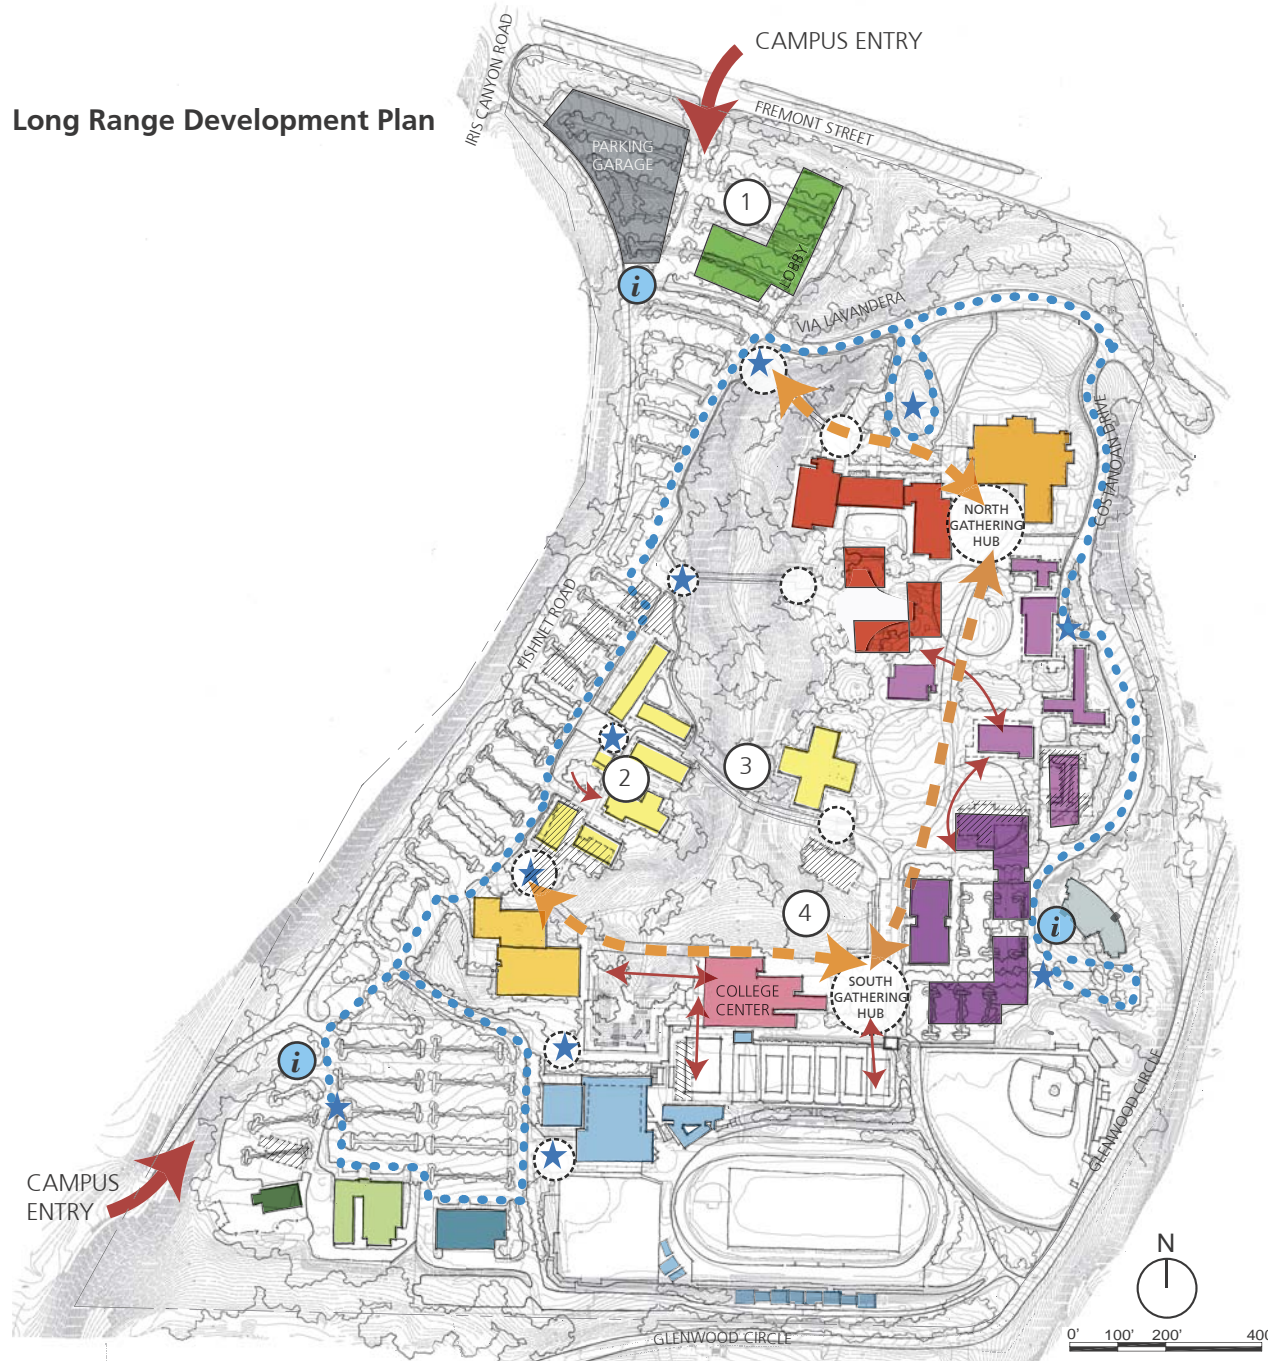 CAMPUS ENTRY
IRIS CANYON ROAD
Long Range Development Plan
FREMONT STREET
PARKING
GARAGE
1
LOBBY
i
VIA LAVANDERA
COSTANOAN DRIVE
NORTH
GATHERING
HUB
FISHNET ROAD
2
3
4
i
SOUTH
GATHERING
HUB
COLLEGE
CENTER
i
GLENWOOD CIRCLE
CAMPUS
ENTRY
N
GLENWOOD CIRCLE
0' 100' 200' 400